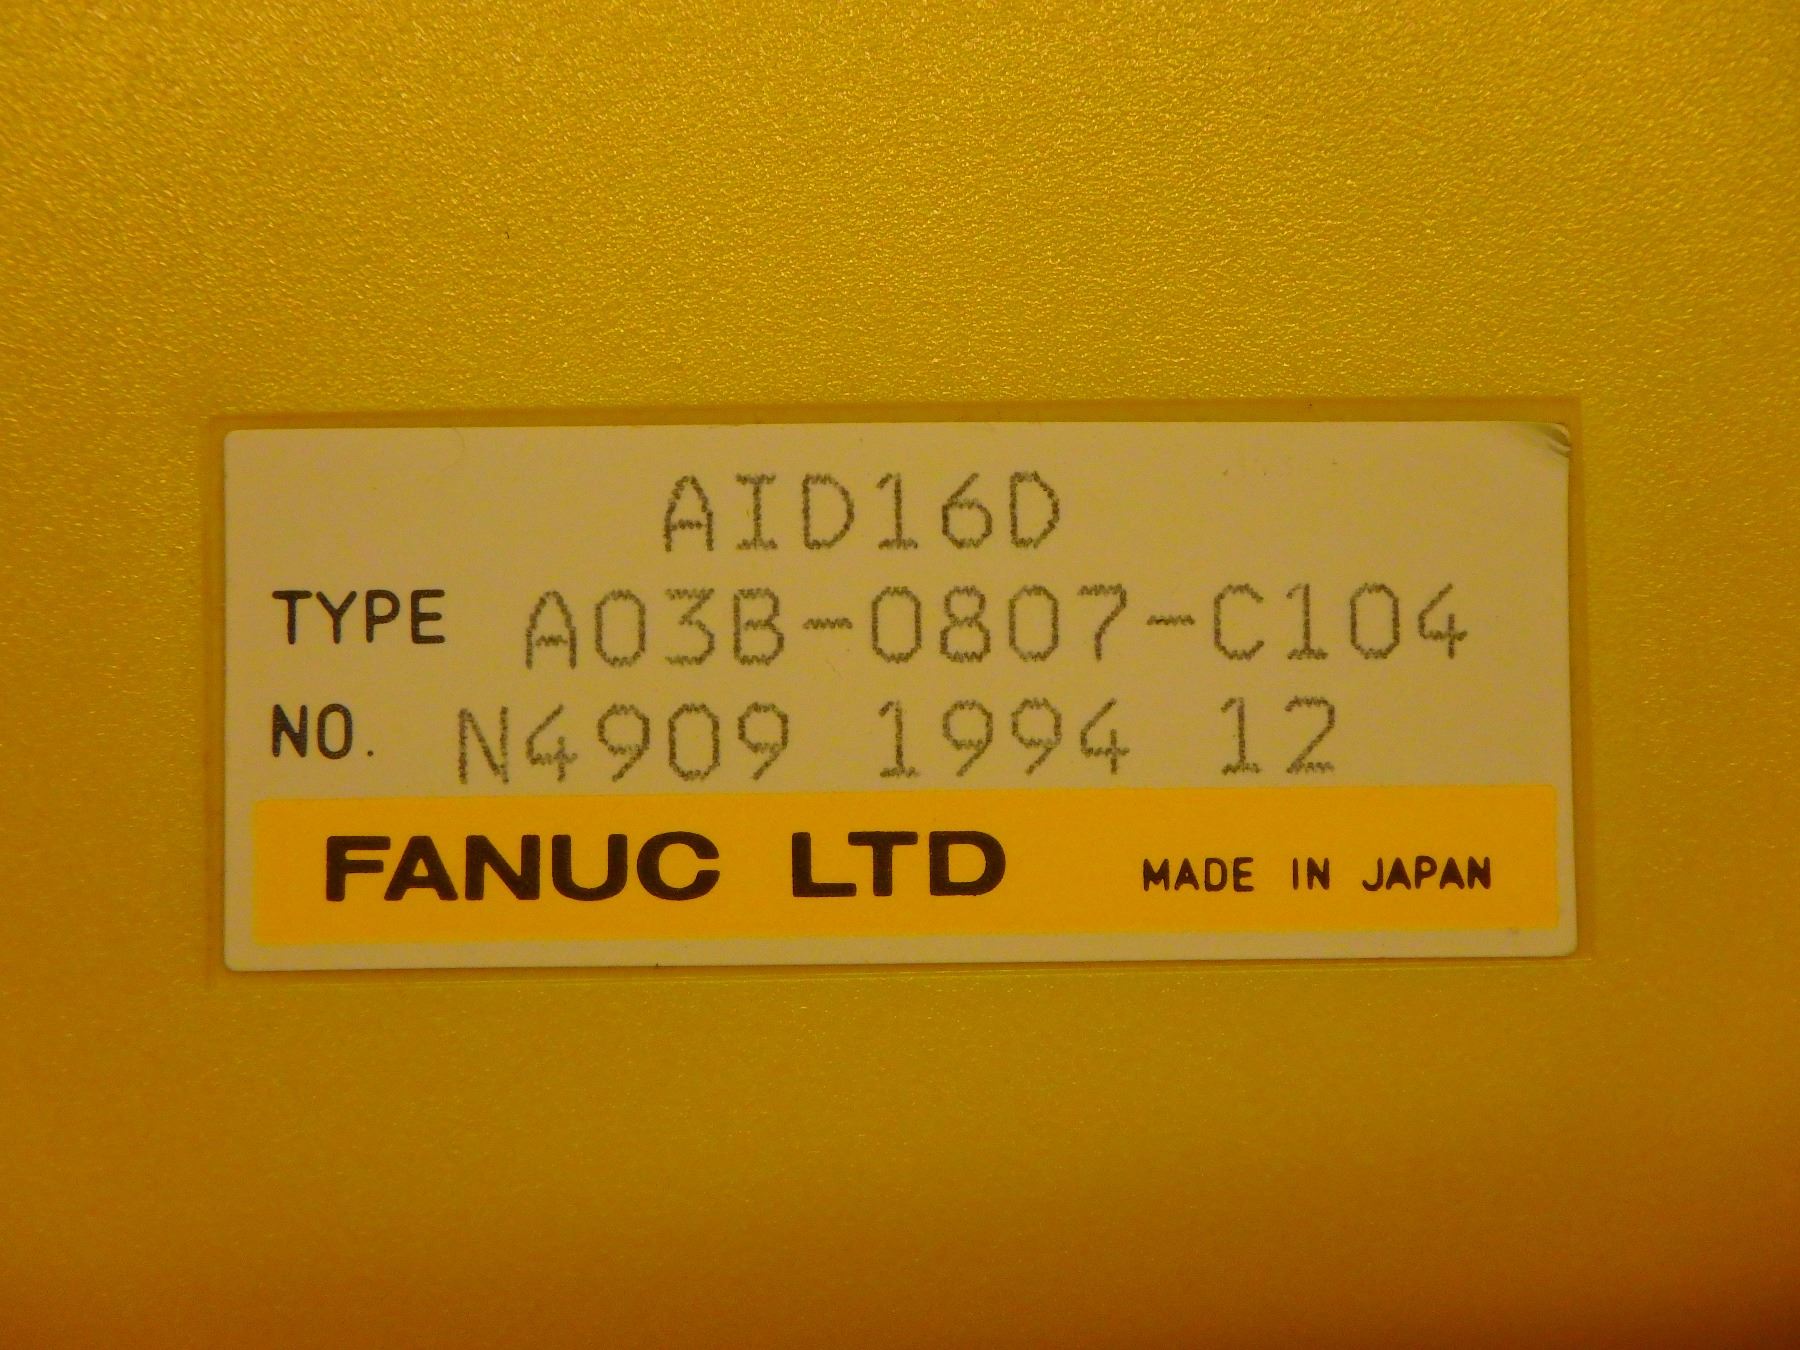 AID16D
TYPE A03B-0807-C104
NO. N4909 1994 12
FANUC LTD MADE IN JAPAN